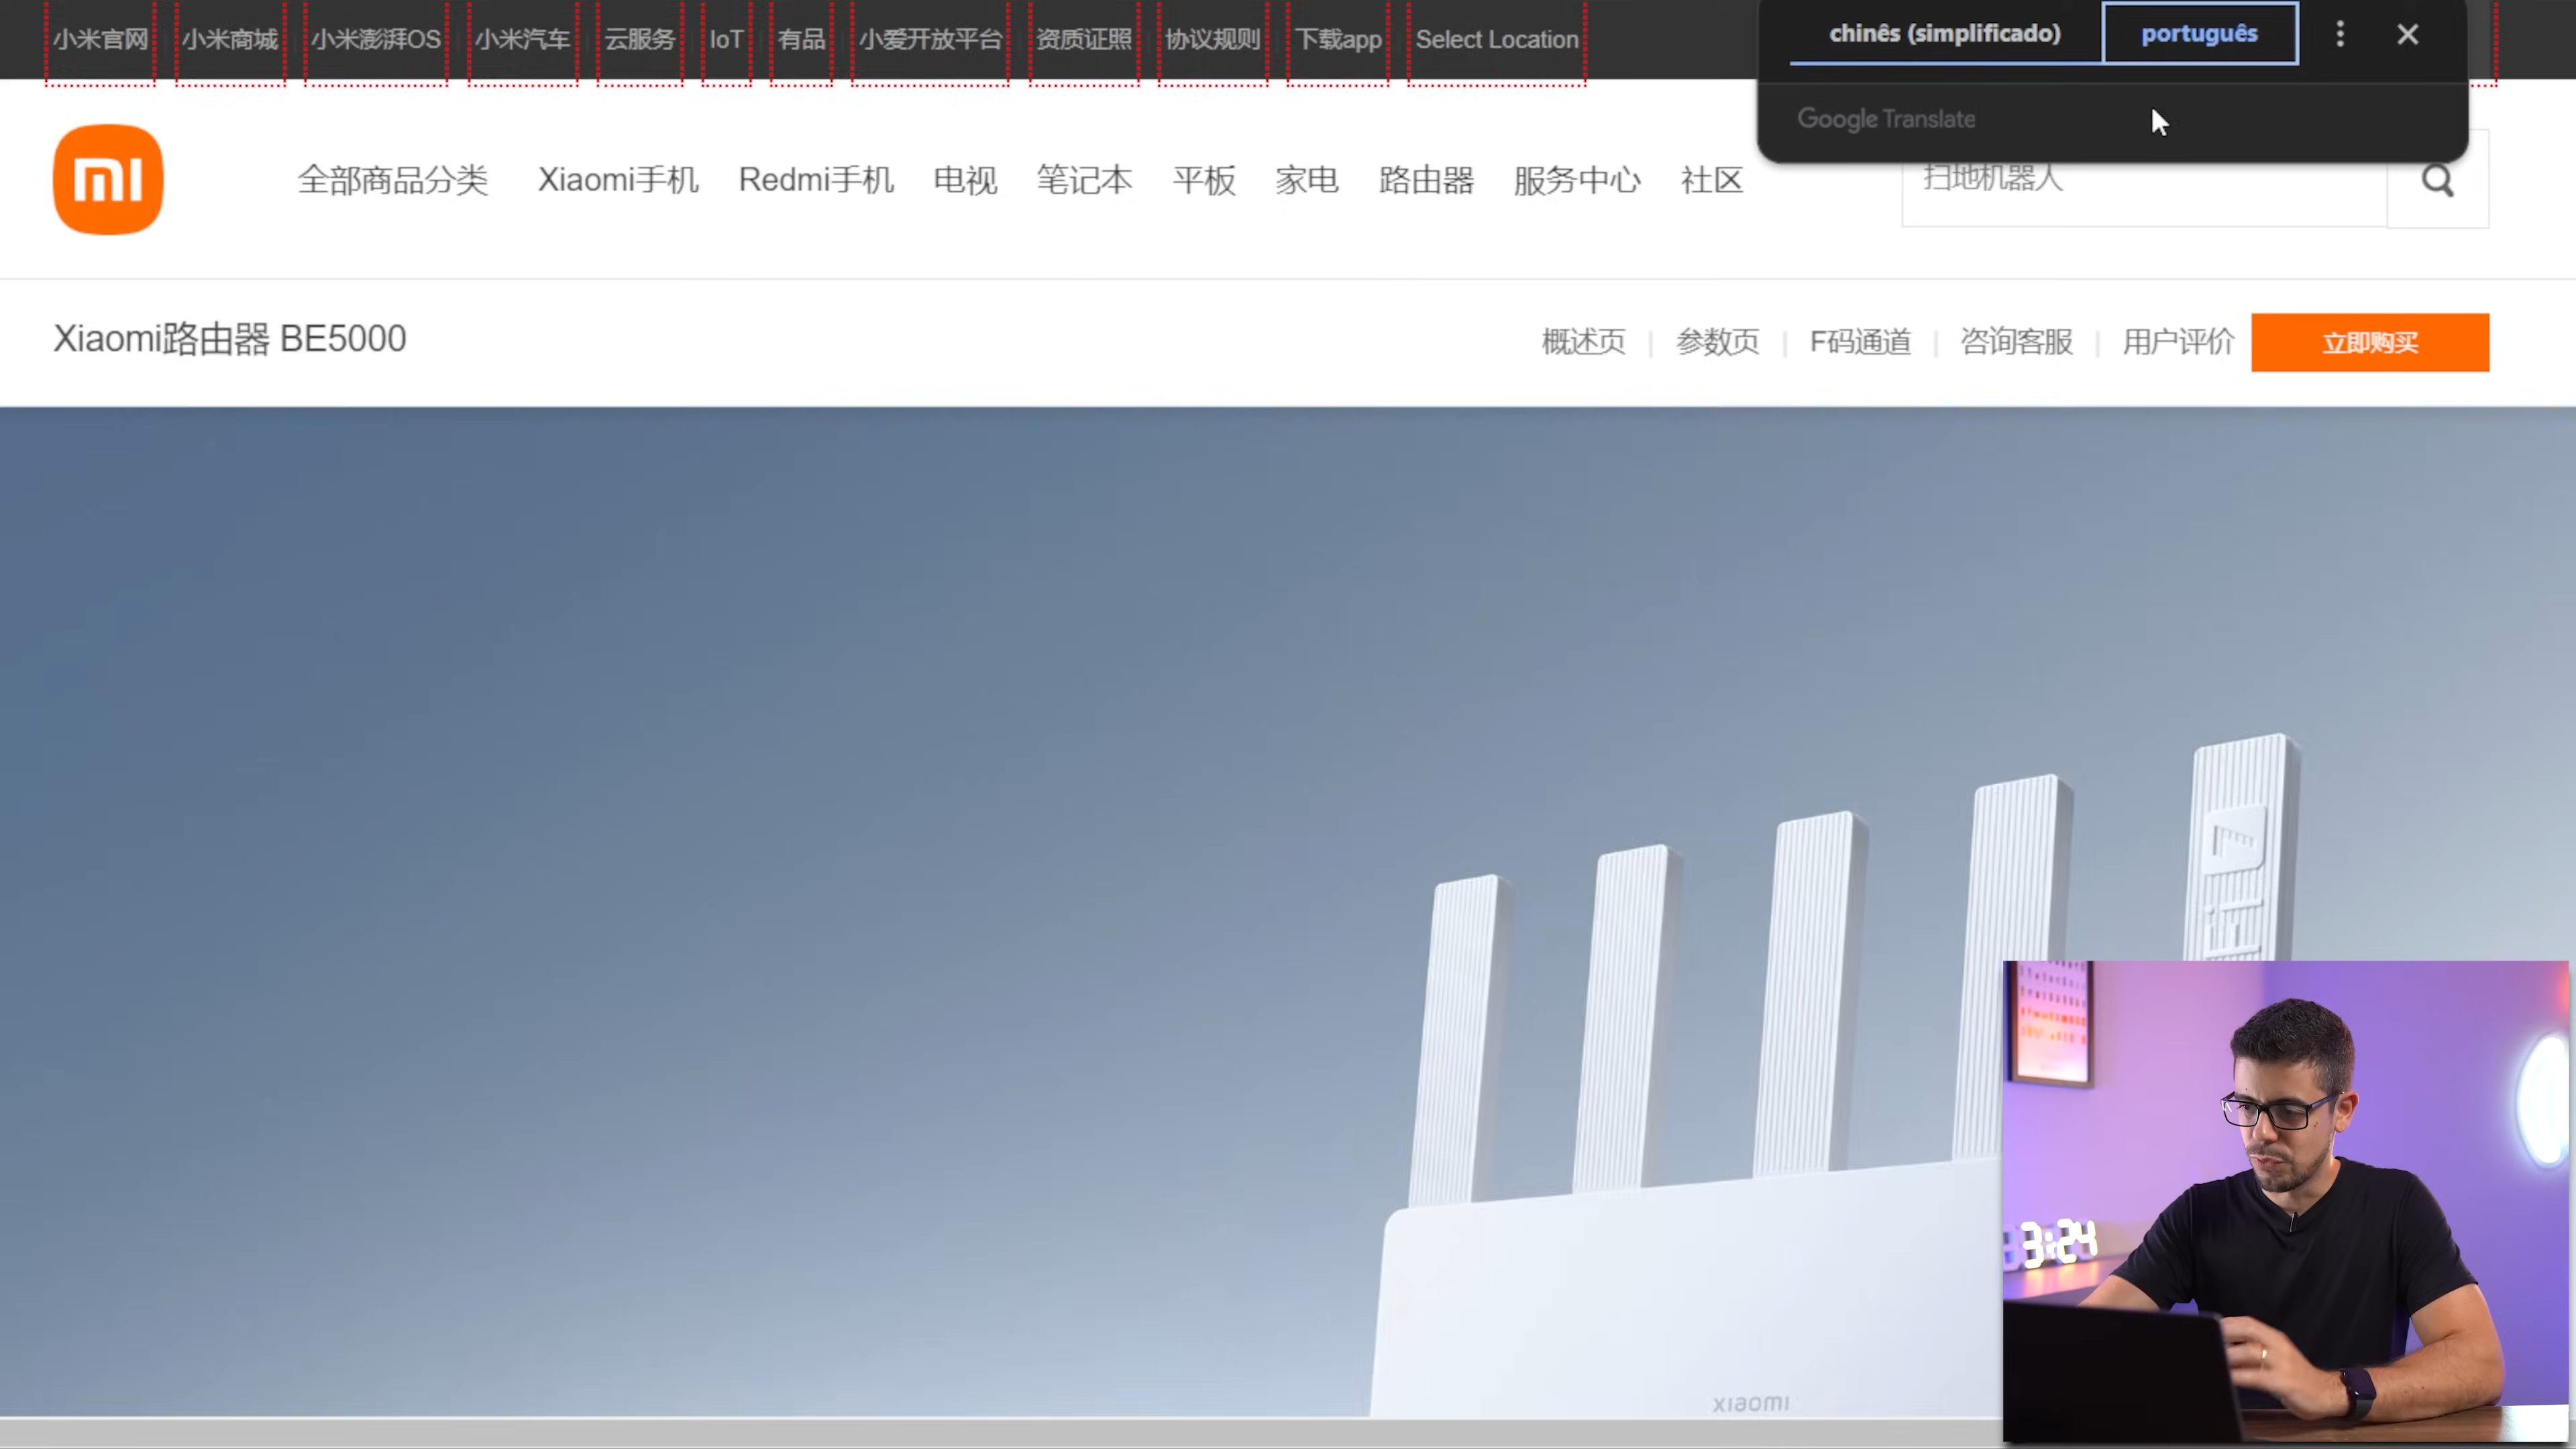 小米官网 小米商城 小米澎湃OS 小米汽车 云服务 IoT 有品 小爱开放平台 资质证照 协议规则 下载app Select Location
chinês (simplificado) português
Google Translate
mi
全部商品分类 Xiaomi手机 Redmi手机 电视 笔记本 平板 家电 路由器 服务中心 社区
扫地机器人
Xiaomi路由器 BE5000
概述页 | 参数页 | F码通道 | 咨询客服 | 用户评价
立即购买
Fi 7
xiaomi
3:24